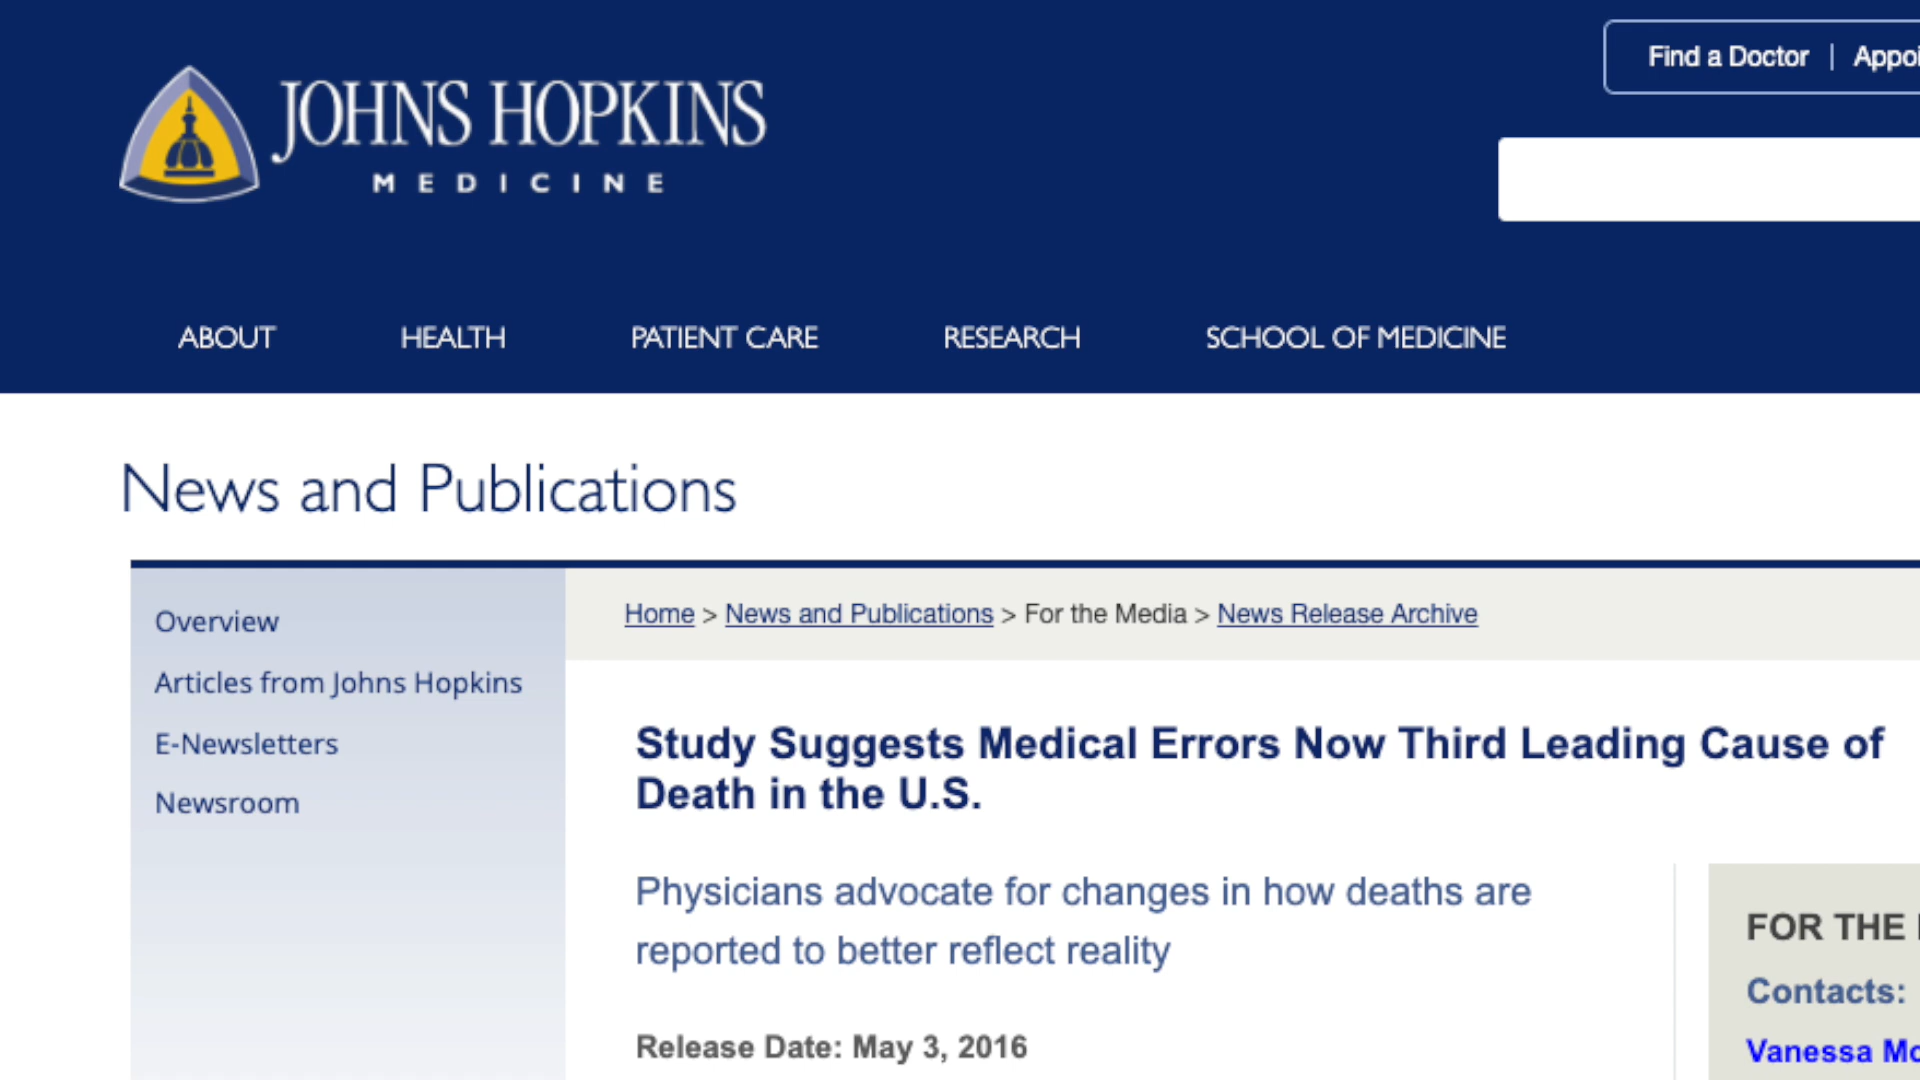 Find a Doctor | Appoi
JOHNS HOPKINS
MEDICINE
ABOUT HEALTH PATIENT CARE RESEARCH SCHOOL OF MEDICINE
News and Publications
Overview
Articles from Johns Hopkins
E-Newsletters
Newsroom
Home > News and Publications > For the Media > News Release Archive
Study Suggests Medical Errors Now Third Leading Cause of
Death in the U.S.
Physicians advocate for changes in how deaths are
reported to better reflect reality
Release Date: May 3, 2016
FOR THE
Contacts:
Vanessa